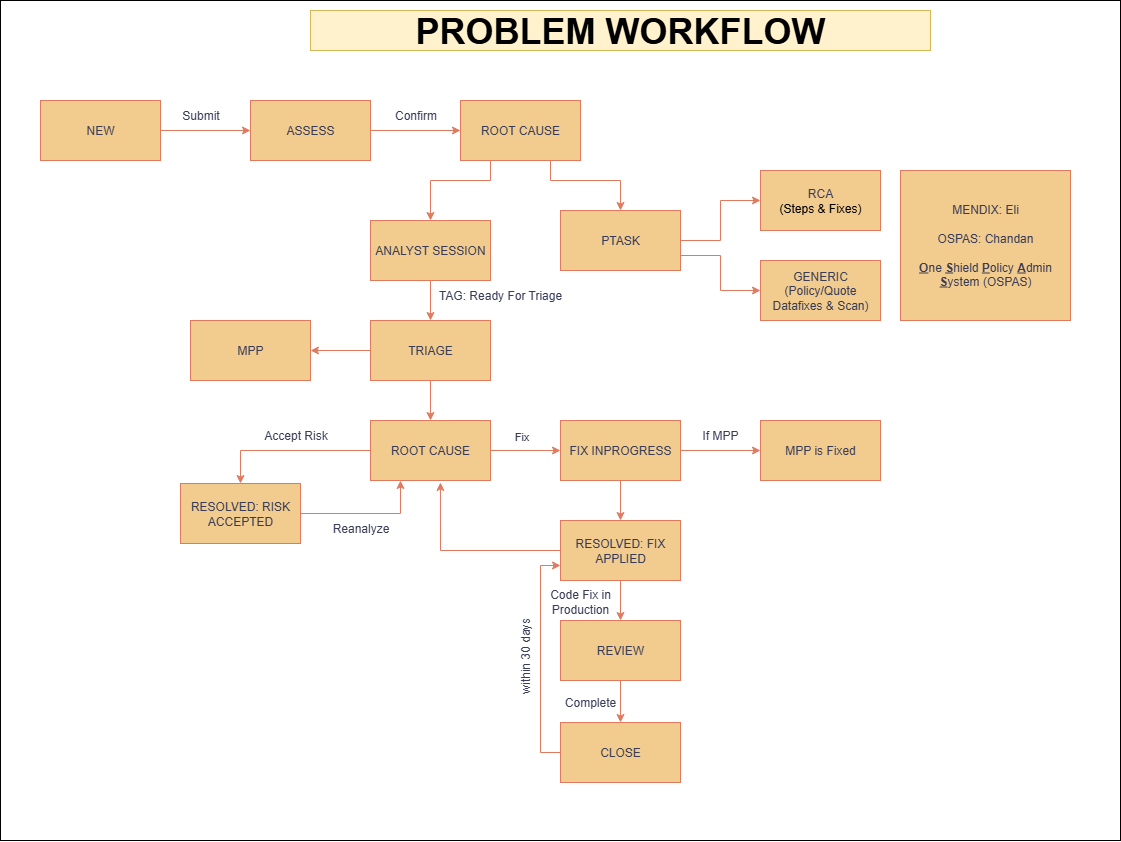 PROBLEM WORKFLOW
NEW
Submit
ASSESS
Confirm
ROOT CAUSE
ANALYST SESSION
PTASK
RCA
(Steps & Fixes)
GENERIC
(Policy/Quote
Datafixes & Scan)
MENDIX: Eli
OSPAS: Chandan
One Shield Policy Admin
System (OSPAS)
TAG: Ready For Triage
MPP
TRIAGE
Accept Risk
ROOT CAUSE
Fix
FIX INPROGRESS
If MPP
MPP is Fixed
RESOLVED: RISK
ACCEPTED
Reanalyze
RESOLVED: FIX
APPLIED
Code Fix in
Production
within 30 days
REVIEW
Complete
CLOSE